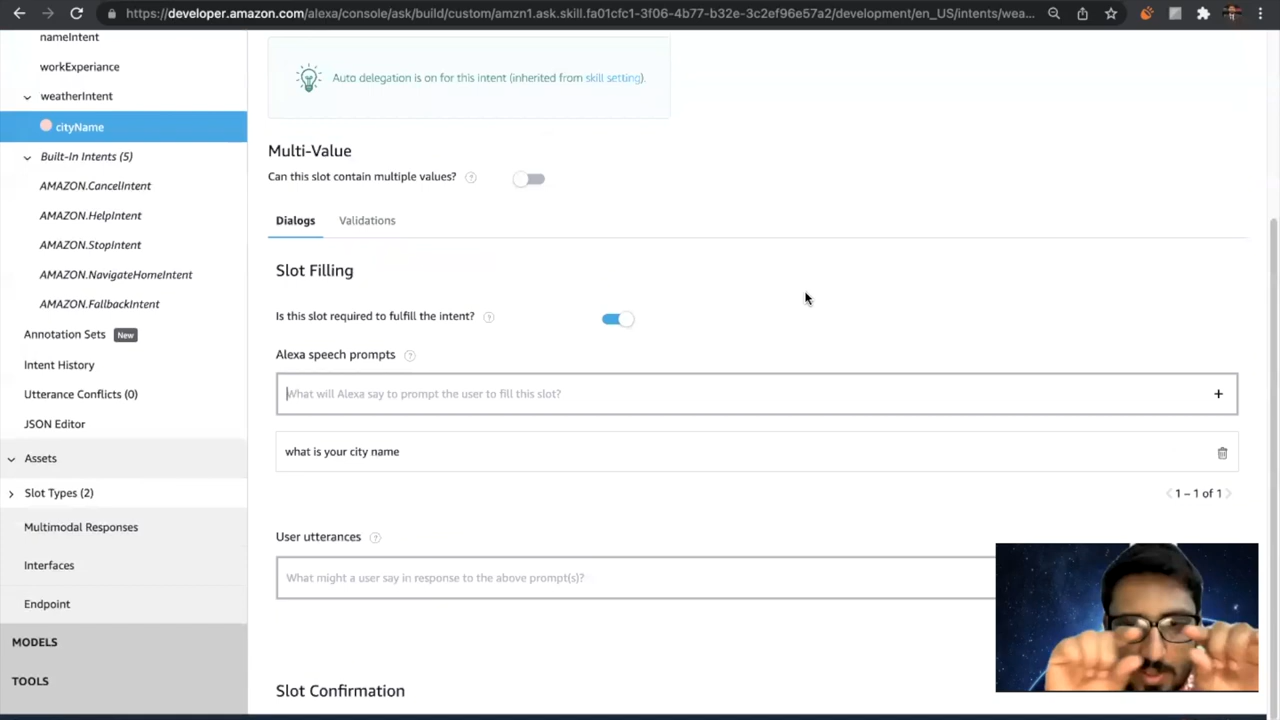 https://developer.amazon.com/alexa/console/ask/build/custom/amzn1.ask.skill.fa01cfc1-3f06-4b77-b32e-3c2ef96e57a2/development/en_US/intents/wea...
nameIntent
workExperiance
weatherIntent
cityName
Built-In Intents (5)
AMAZON.CancelIntent
AMAZON.HelpIntent
AMAZON.StopIntent
AMAZON.NavigateHomeIntent
AMAZON.FallbackIntent
Annotation Sets New
Intent History
Utterance Conflicts (0)
JSON Editor
Assets
Slot Types (2)
Multimodal Responses
Interfaces
Endpoint
MODELS
TOOLS
Auto delegation is on for this intent (inherited from skill setting).
Multi-Value
Can this slot contain multiple values? ?
Dialogs Validations
Slot Filling
Is this slot required to fulfill the intent? ?
Alexa speech prompts ?
What will Alexa say to prompt the user to fill this slot? +
what is your city name
< 1 – 1 of 1 >
User utterances ?
What might a user say in response to the above prompt(s)?
Slot Confirmation